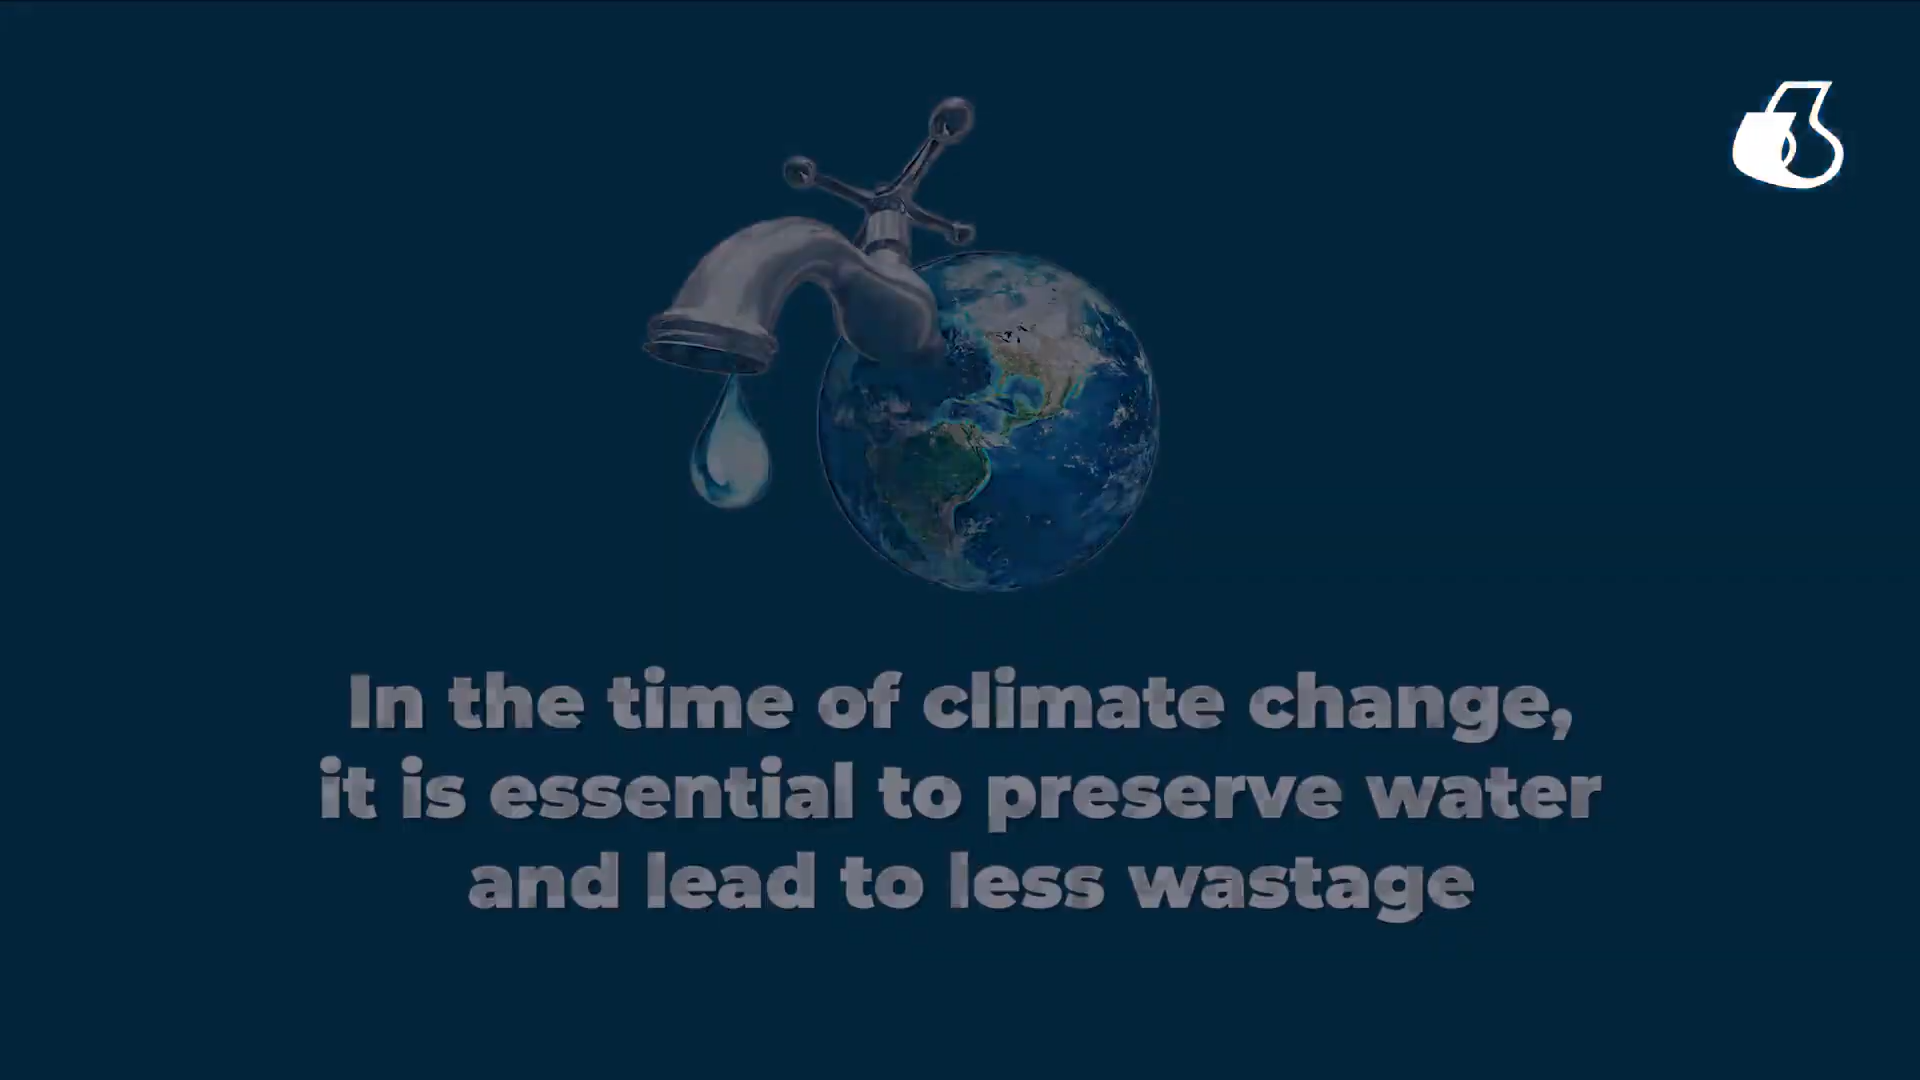 In the time of climate change,
it is essential to preserve water
and lead to less wastage